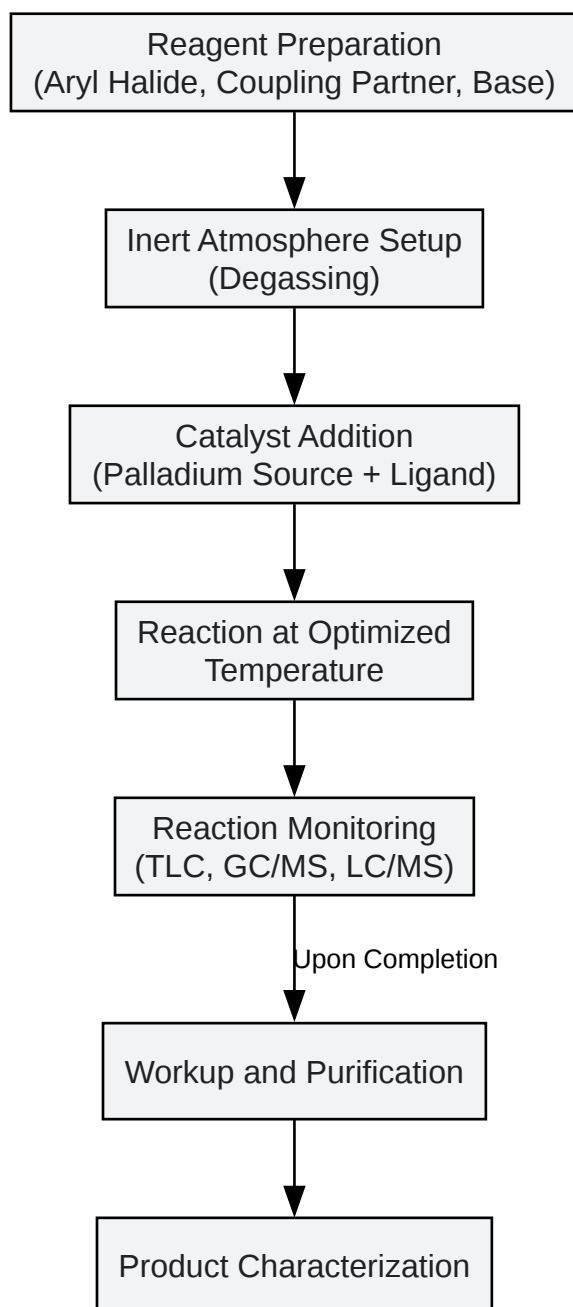 Reagent Preparation
(Aryl Halide, Coupling Partner, Base)
Inert Atmosphere Setup
(Degassing)
Catalyst Addition
(Palladium Source + Ligand)
Reaction at Optimized
Temperature
Reaction Monitoring
(TLC, GC/MS, LC/MS)
Upon Completion
Workup and Purification
Product Characterization